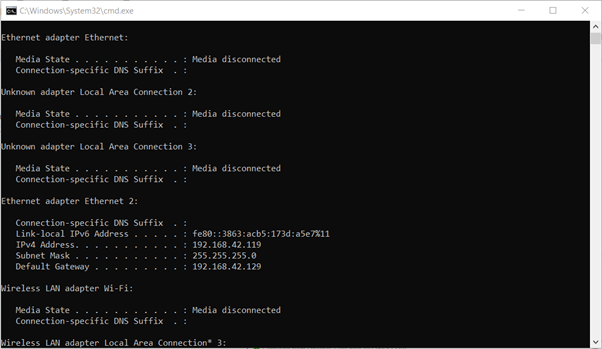 C:\Windows\System32\cmd.exe
Ethernet adapter Ethernet:
Media State . . . . . . . . . . . : Media disconnected
Connection-specific DNS Suffix  . :
Unknown adapter Local Area Connection 2:
Media State . . . . . . . . . . . : Media disconnected
Connection-specific DNS Suffix  . :
Unknown adapter Local Area Connection 3:
Media State . . . . . . . . . . . : Media disconnected
Connection-specific DNS Suffix  . :
Ethernet adapter Ethernet 2:
Connection-specific DNS Suffix  . :
Link-local IPv6 Address . . . . . : fe80::3863:acb5:173d:a5e7%11
IPv4 Address. . . . . . . . . . . : 192.168.42.119
Subnet Mask . . . . . . . . . . . : 255.255.255.0
Default Gateway . . . . . . . . . : 192.168.42.129
Wireless LAN adapter Wi-Fi:
Media State . . . . . . . . . . . : Media disconnected
Connection-specific DNS Suffix  . :
Wireless LAN adapter Local Area Connection* 3: